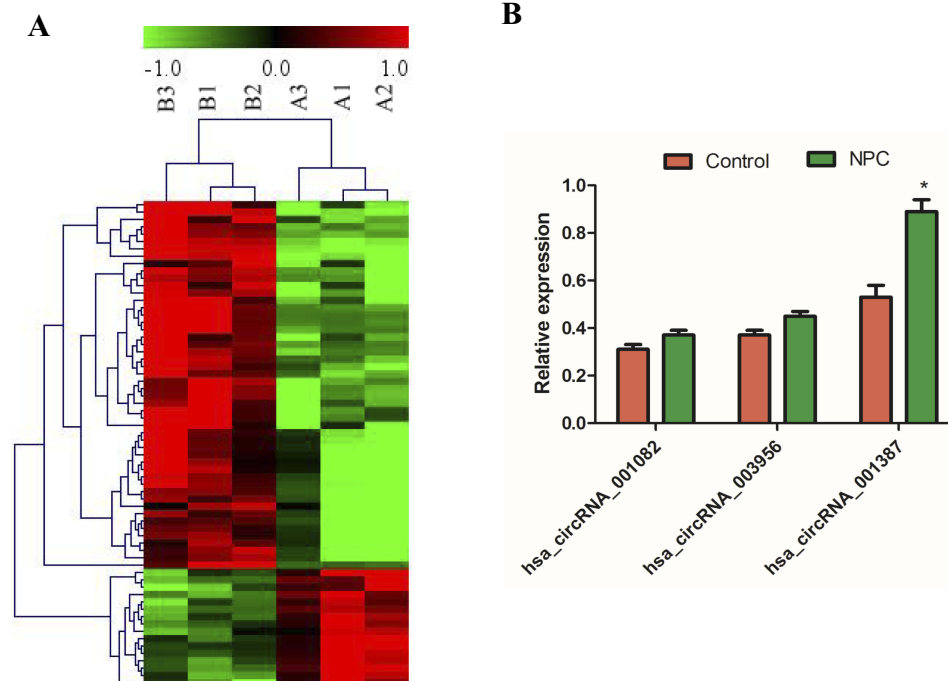 A
-1.0 0.0 1.0
B3 B1 B2 A3 A1 A2
B
Control NPC
Relative expression
1.0
0.8
0.6
0.4
0.2
0.0
*
hsa_circRNA_001082
hsa_circRNA_003956
hsa_circRNA_001387